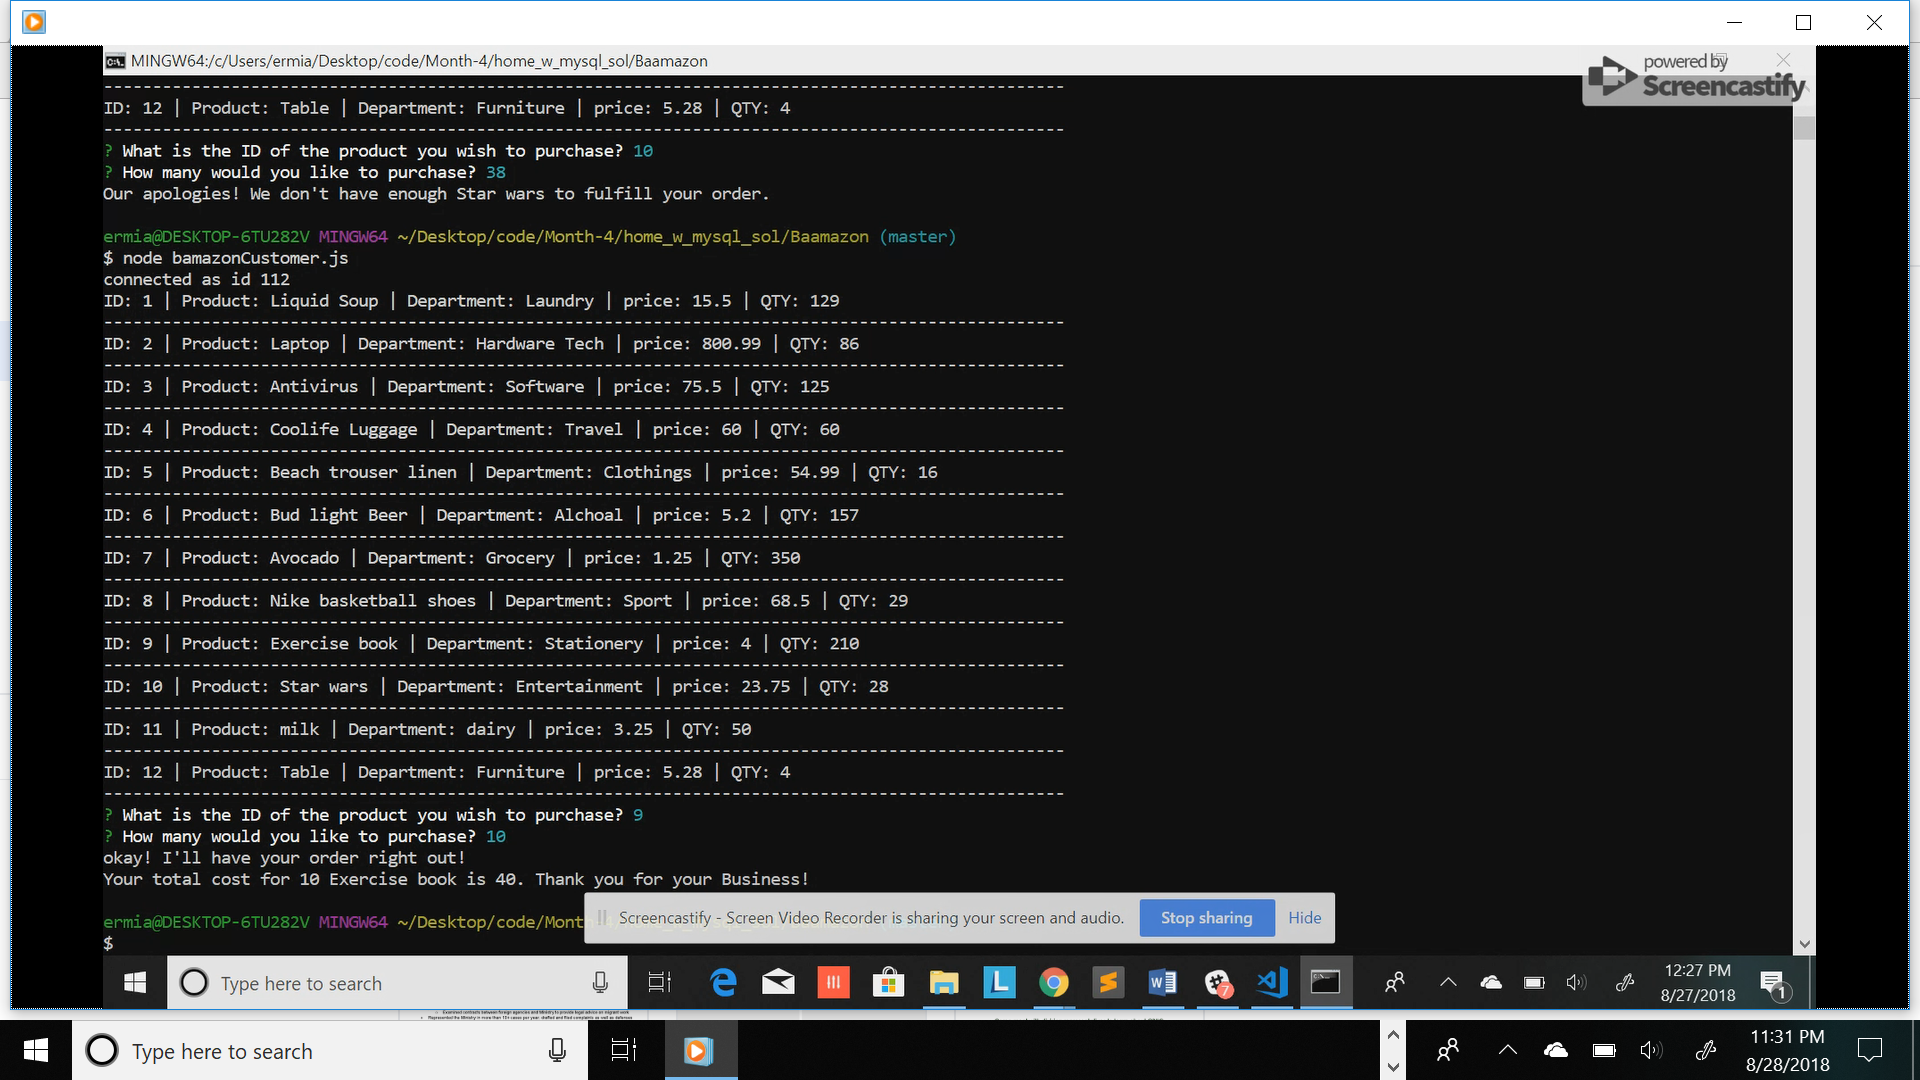 MINGW64:/c/Users/ermia/Desktop/code/Month-4/home_w_mysql_sol/Baamazon
powered by
Screencastify
--------------------------------------------------------------------------------------------------
ID: 12 | Product: Table | Department: Furniture | price: 5.28 | QTY: 4
--------------------------------------------------------------------------------------------------
? What is the ID of the product you wish to purchase? 10
? How many would you like to purchase? 38
Our apologies! We don't have enough Star wars to fulfill your order.
ermia@DESKTOP-6TU282V MINGW64 ~/Desktop/code/Month-4/home_w_mysql_sol/Baamazon (master)
$ node bamazonCustomer.js
connected as id 112
ID: 1 | Product: Liquid Soup | Department: Laundry | price: 15.5 | QTY: 129
--------------------------------------------------------------------------------------------------
ID: 2 | Product: Laptop | Department: Hardware Tech | price: 800.99 | QTY: 86
--------------------------------------------------------------------------------------------------
ID: 3 | Product: Antivirus | Department: Software | price: 75.5 | QTY: 125
--------------------------------------------------------------------------------------------------
ID: 4 | Product: Coolife Luggage | Department: Travel | price: 60 | QTY: 60
--------------------------------------------------------------------------------------------------
ID: 5 | Product: Beach trouser linen | Department: Clothings | price: 54.99 | QTY: 16
--------------------------------------------------------------------------------------------------
ID: 6 | Product: Bud light Beer | Department: Alchoal | price: 5.2 | QTY: 157
--------------------------------------------------------------------------------------------------
ID: 7 | Product: Avocado | Department: Grocery | price: 1.25 | QTY: 350
--------------------------------------------------------------------------------------------------
ID: 8 | Product: Nike basketball shoes | Department: Sport | price: 68.5 | QTY: 29
--------------------------------------------------------------------------------------------------
ID: 9 | Product: Exercise book | Department: Stationery | price: 4 | QTY: 210
--------------------------------------------------------------------------------------------------
ID: 10 | Product: Star wars | Department: Entertainment | price: 23.75 | QTY: 28
--------------------------------------------------------------------------------------------------
ID: 11 | Product: milk | Department: dairy | price: 3.25 | QTY: 50
--------------------------------------------------------------------------------------------------
ID: 12 | Product: Table | Department: Furniture | price: 5.28 | QTY: 4
--------------------------------------------------------------------------------------------------
? What is the ID of the product you wish to purchase? 9
? How many would you like to purchase? 10
okay! I'll have your order right out!
Your total cost for 10 Exercise book is 40. Thank you for your Business!
ermia@DESKTOP-6TU282V MINGW64 ~/Desktop/code/Mont
$
Screencastify - Screen Video Recorder is sharing your screen and audio.
Stop sharing
Hide
Type here to search
7
12:27 PM
8/27/2018
1
Type here to search
11:31 PM
8/28/2018